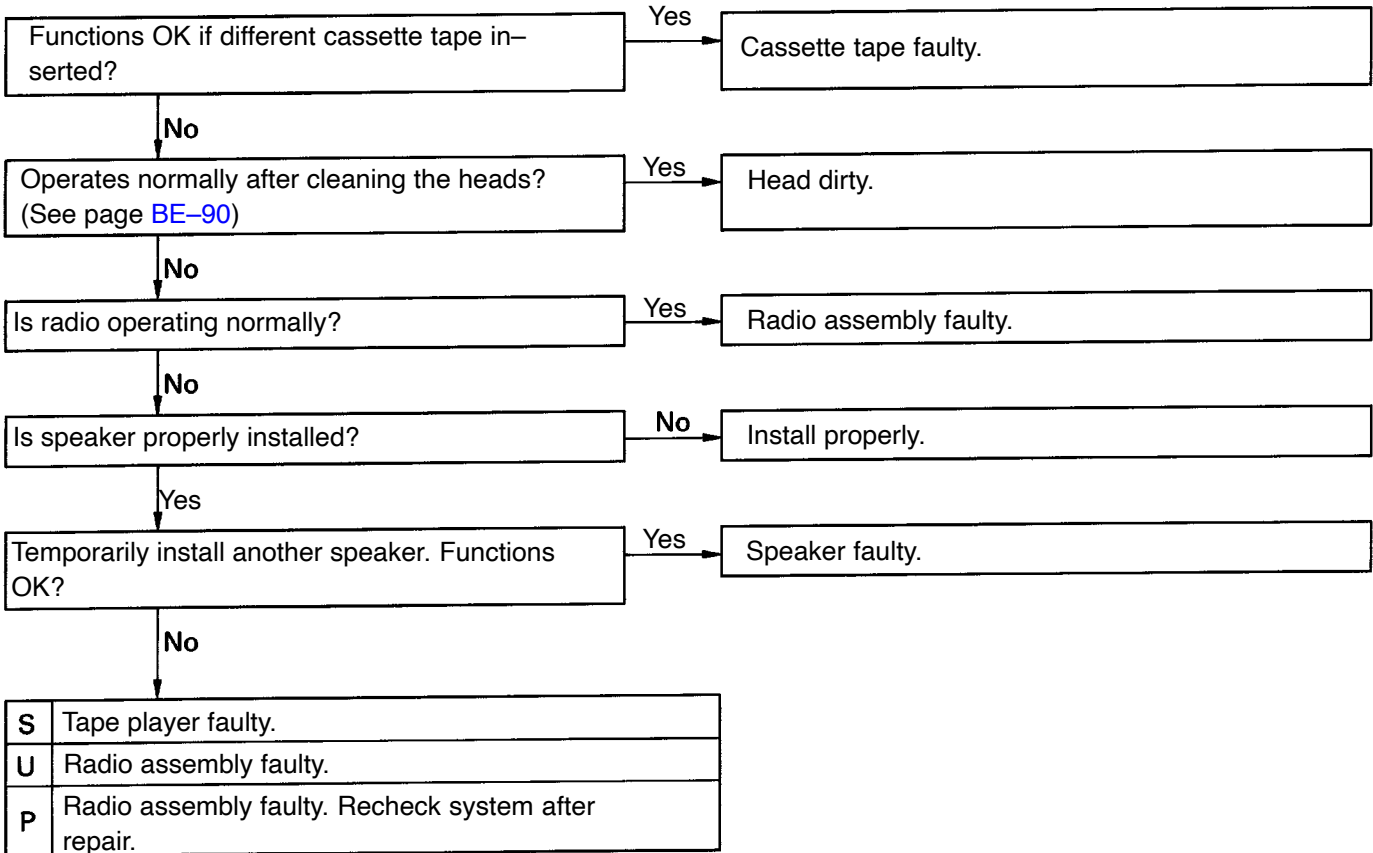 Functions OK if different cassette tape in–
serted?
Yes
Cassette tape faulty.
No
Operates normally after cleaning the heads?
(See page BE–90)
Yes
Head dirty.
No
Is radio operating normally?
Yes
Radio assembly faulty.
No
Is speaker properly installed?
No
Install properly.
Yes
Temporarily install another speaker. Functions
OK?
Yes
Speaker faulty.
No
S Tape player faulty.
U Radio assembly faulty.
P Radio assembly faulty. Recheck system after
repair.